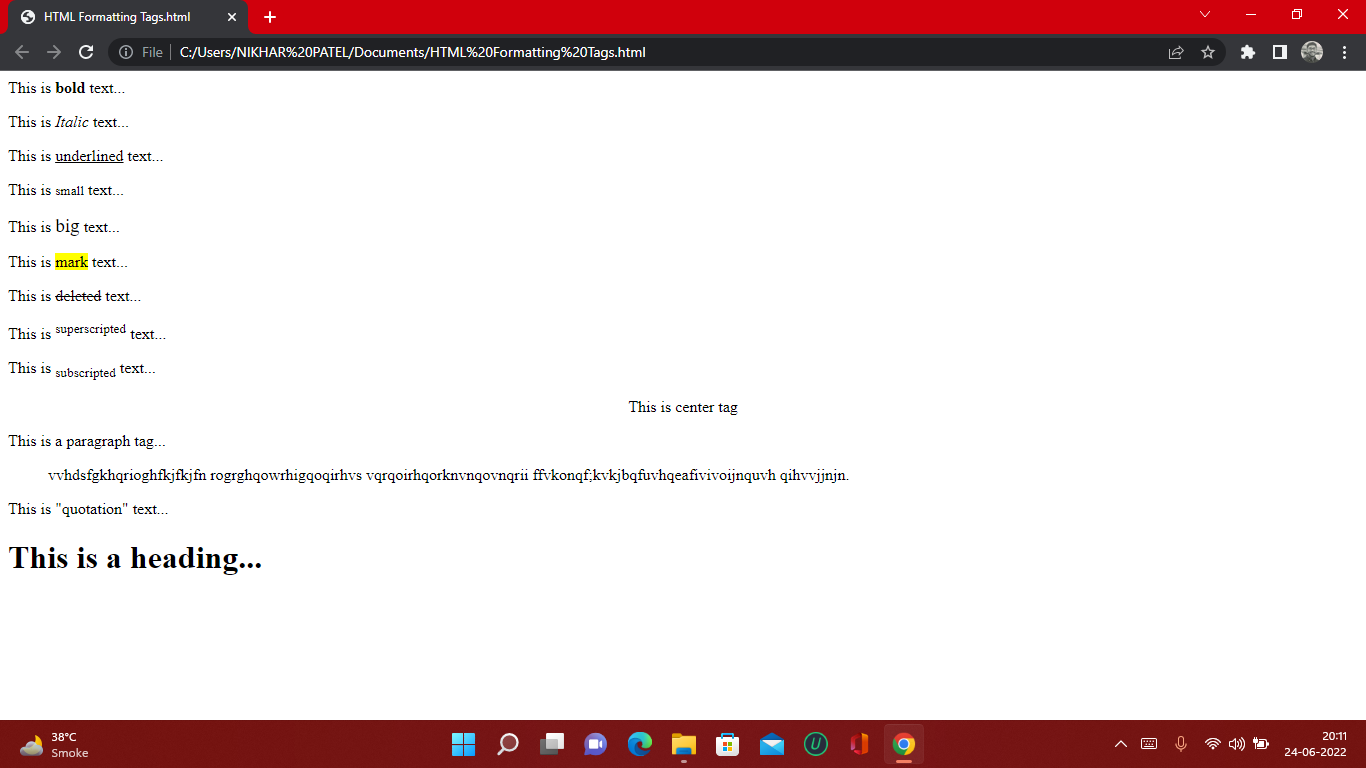 HTML Formatting Tags.html
File
C:/Users/NIKHAR%20PATEL/Documents/HTML%20Formatting%20Tags.html
This is bold text...
This is Italic text...
This is underlined text...
This is small text...
This is big text...
This is mark text...
This is deleted text...
This is superscripted text...
This is subscripted text...
This is center tag
This is a paragraph tag...
vvhdsfgkhqrioghfkjfkjfn rogrghqowrhigqoqirhvs vqrqoirhqorknvnqovnqrii ffvkonqf;kvkjbqfuvhqeafivivoijnquvh qihvvjjnjn.
This is "quotation" text...
This is a heading...
38°C
Smoke
20:11
24-06-2022